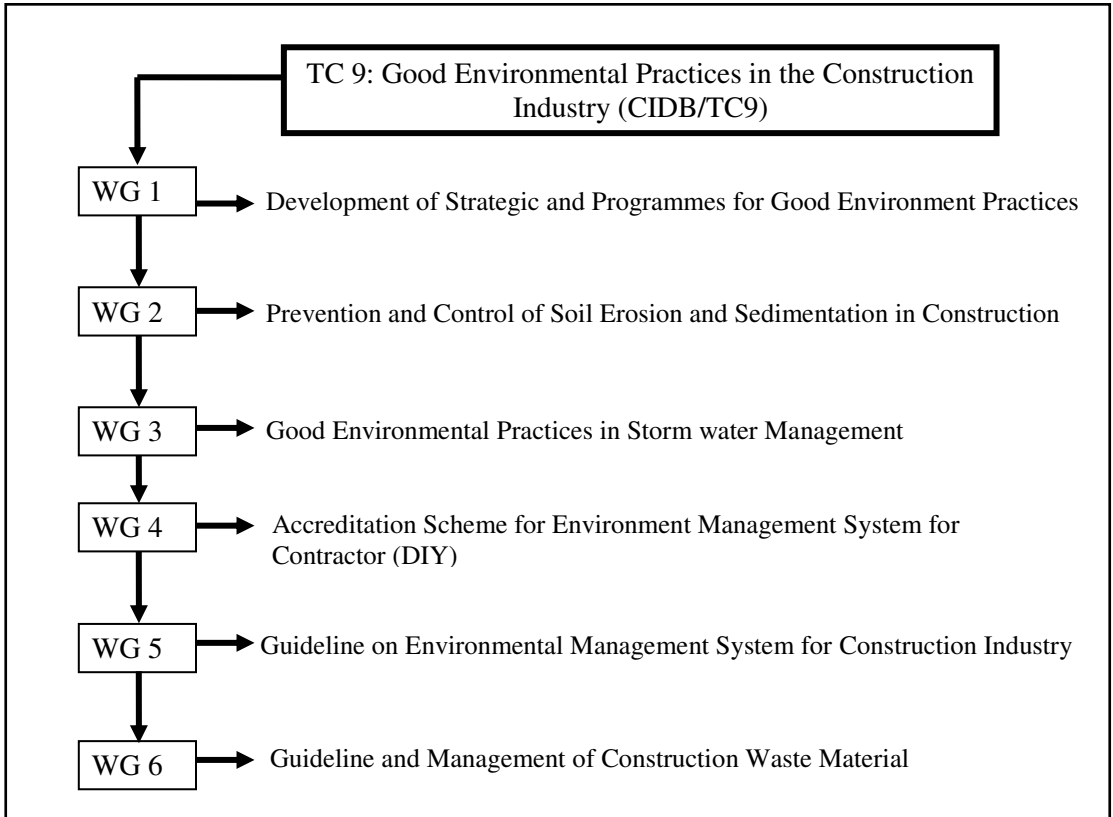 TC 9: Good Environmental Practices in the Construction
Industry (CIDB/TC9)
WG 1
Development of Strategic and Programmes for Good Environment Practices
WG 2
Prevention and Control of Soil Erosion and Sedimentation in Construction
WG 3
Good Environmental Practices in Storm water Management
WG 4
Accreditation Scheme for Environment Management System for
Contractor (DIY)
WG 5
Guideline on Environmental Management System for Construction Industry
WG 6
Guideline and Management of Construction Waste Material